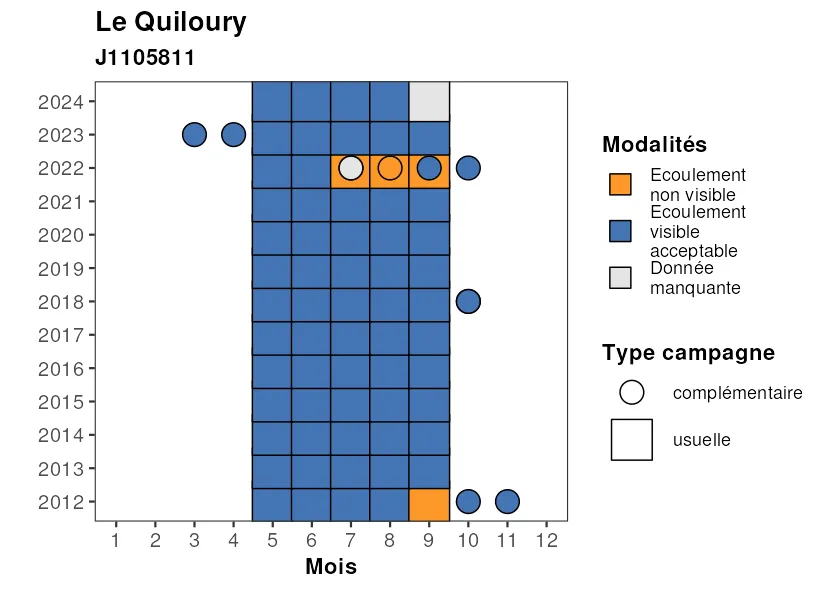 Le Quiloury
J1105811
2024
2023
2022
2021
2020
2019
2018
2017
2016
2015
2014
2013
2012
1 2 3 4 5 6 7 8 9 10 11 12
Mois
Modalités
Ecoulement
non visible
Ecoulement
visible
acceptable
Donnée
manquante
Type campagne
complémentaire
usuelle